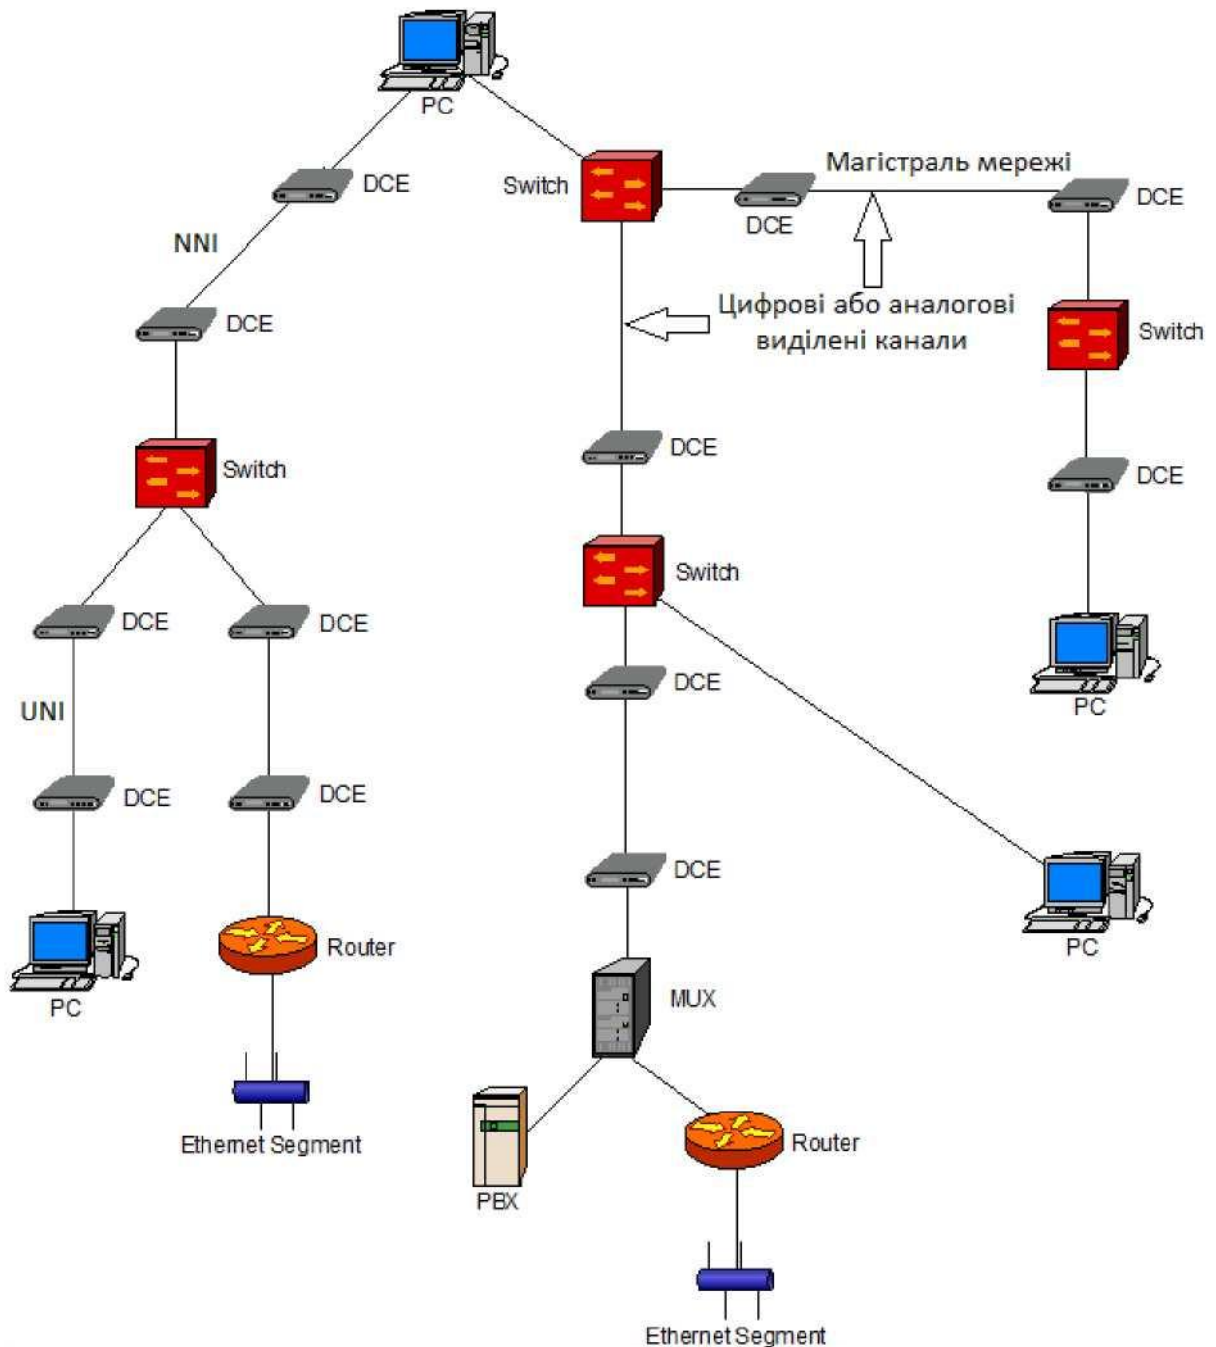 PC
DCE
Switch
Магістраль мережі
DCE
DCE
NNI
DCE
Цифрові або аналогові
виділені канали
Switch
DCE
Switch
DCE
Switch
DCE
DCE
DCE
UNI
DCE
PC
DCE
DCE
DCE
PC
PC
Router
MUX
Ethernet Segment
PBX
Router
Ethernet Segment